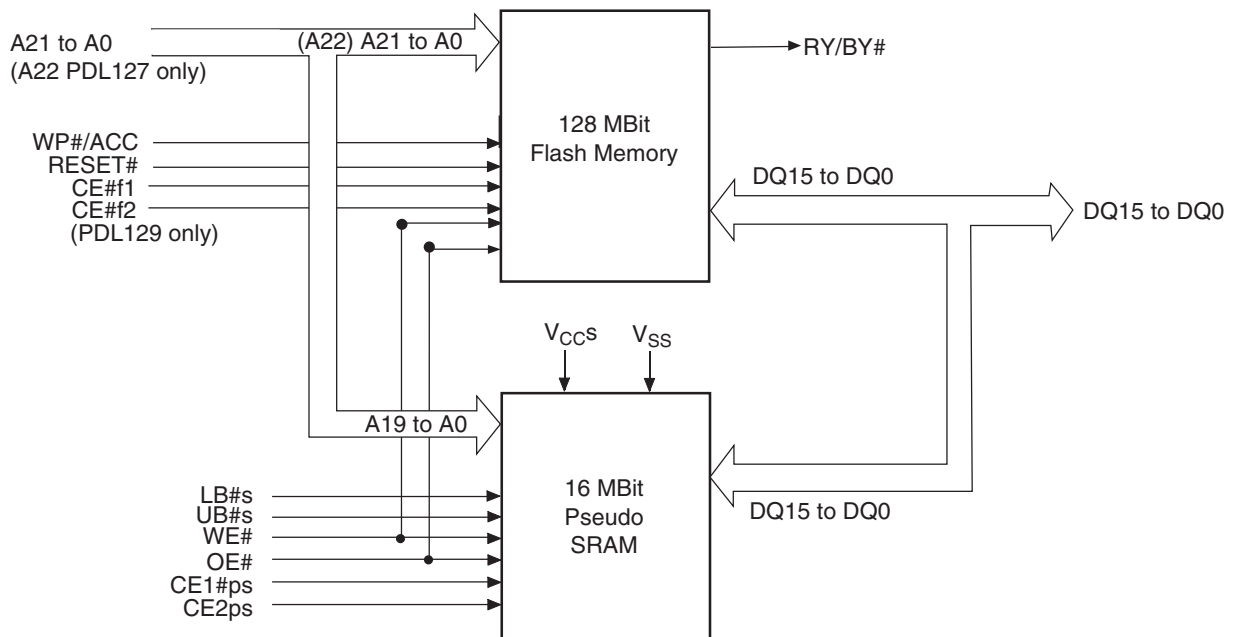 A21 to A0
(A22 PDL127 only)
(A22) A21 to A0
RY/BY#
WP#/ACC
RESET#
CE#f1
CE#f2
(PDL129 only)
128 MBit
Flash Memory
DQ15 to DQ0
DQ15 to DQ0
VCCs
VSS
A19 to A0
LB#s
UB#s
WE#
OE#
CE1#ps
CE2ps
16 MBit
Pseudo
SRAM
DQ15 to DQ0